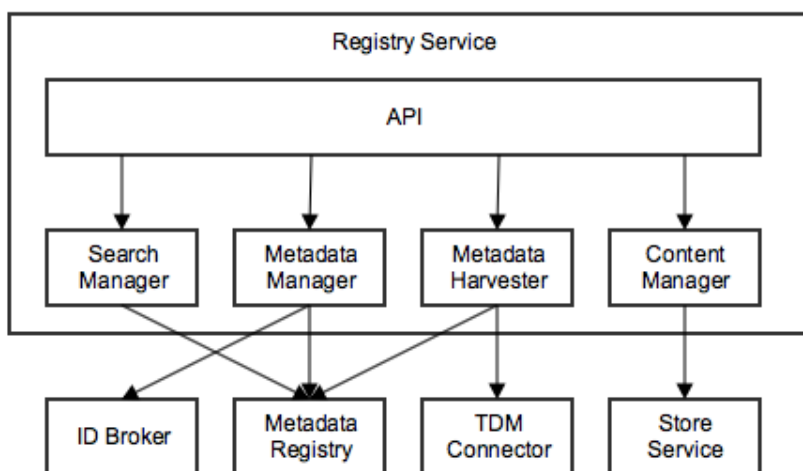 Registry Service
API
Search
Manager
Metadata
Manager
Metadata
Harvester
Content
Manager
ID Broker
Metadata
Registry
TDM
Connector
Store
Service